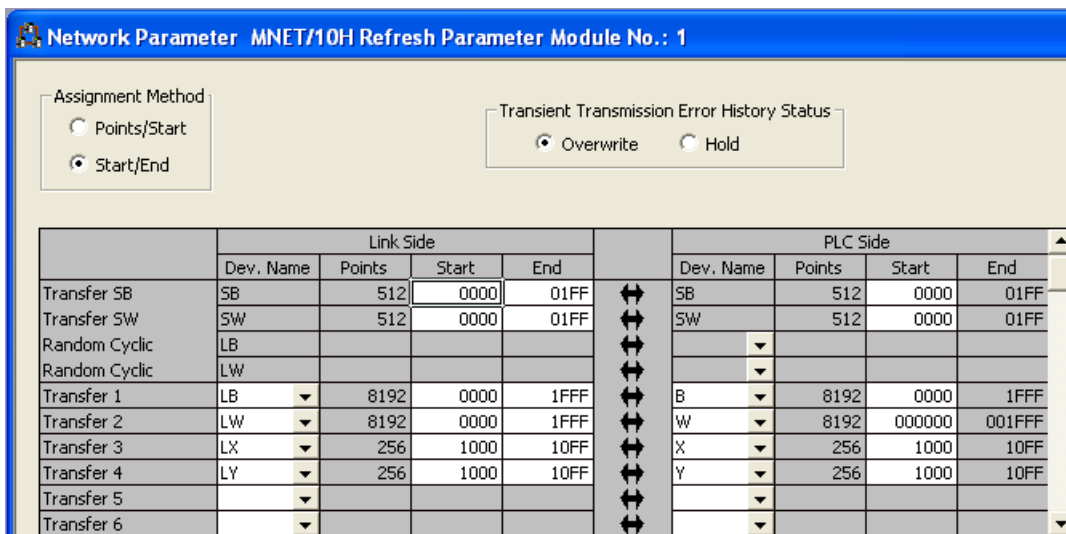 Network Parameter MNET/10H Refresh Parameter Module No.: 1
Assignment Method
Points/Start
Start/End
Transient Transmission Error History Status
Overwrite Hold
Link Side PLC Side
Dev. Name Points Start End Dev. Name Points Start End
Transfer SB SB 512 0000 01FF SB 512 0000 01FF
Transfer SW SW 512 0000 01FF SW 512 0000 01FF
Random Cyclic LB
Random Cyclic LW
Transfer 1 LB 8192 0000 1FFF B 8192 0000 1FFF
Transfer 2 LW 8192 0000 1FFF W 8192 000000 001FFF
Transfer 3 LX 256 1000 10FF X 256 1000 10FF
Transfer 4 LY 256 1000 10FF Y 256 1000 10FF
Transfer 5
Transfer 6